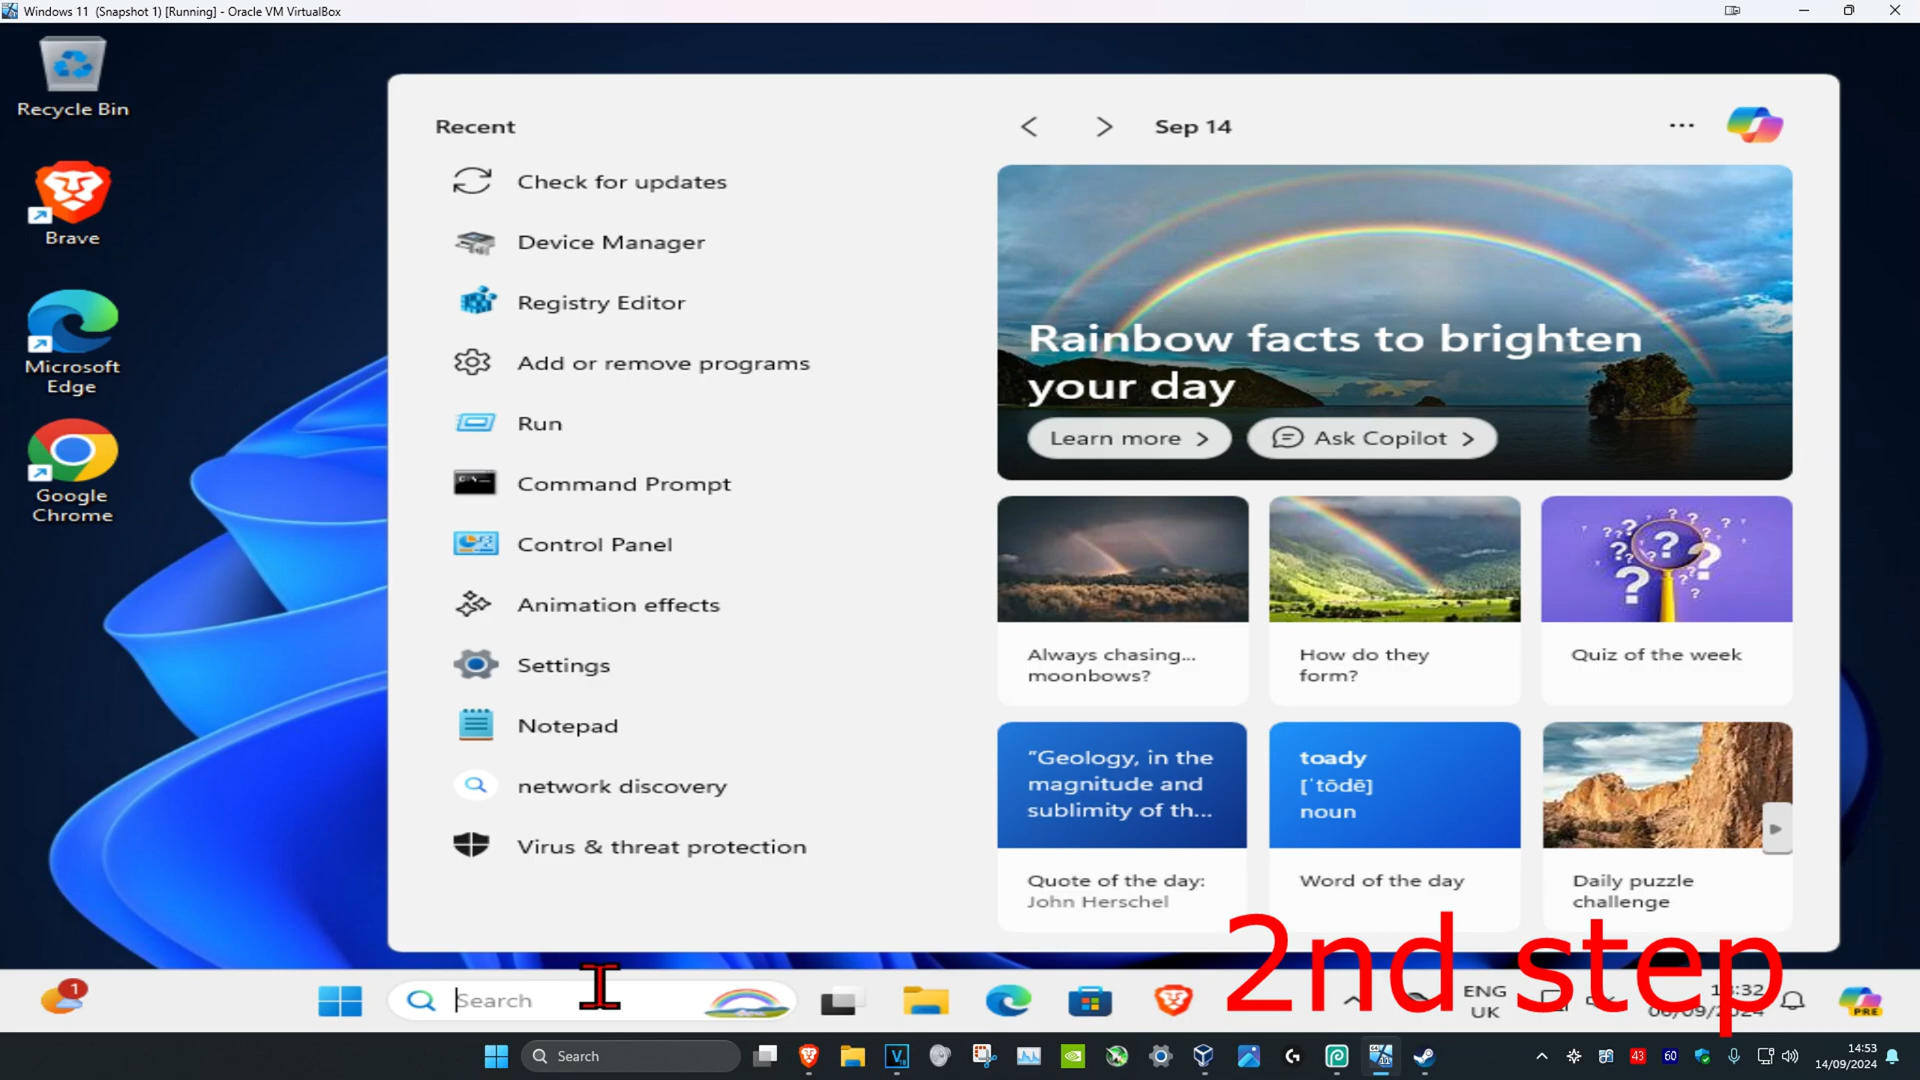 Windows 11 (Snapshot 1) [Running] - Oracle VM VirtualBox
Recycle Bin
Brave
Microsoft
Edge
Google
Chrome
Recent
Check for updates
Device Manager
Registry Editor
Add or remove programs
Run
Command Prompt
Control Panel
Animation effects
Settings
Notepad
network discovery
Virus & threat protection
Sep 14
Rainbow facts to brighten
your day
Learn more
Ask Copilot
Always chasing...
moonbows?
How do they
form?
Quiz of the week
"Geology, in the
magnitude and
sublimity of th...
toady
[ˈtōdē]
noun
Quote of the day:
John Herschel
Word of the day
Daily puzzle
challenge
2nd step
1
Search
ENG
UK
PRE
Search
43
60
14:53
14/09/2024